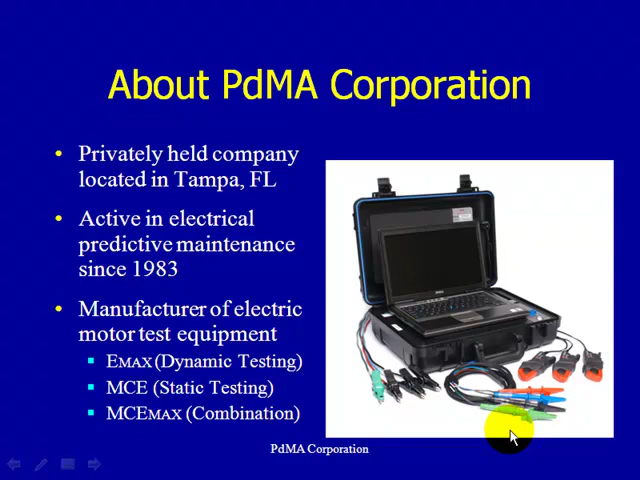 About PdMA Corporation
• Privately held company
located in Tampa, FL
• Active in electrical
predictive maintenance
since 1983
• Manufacturer of electric
motor test equipment
▪ EMAX (Dynamic Testing)
▪ MCE (Static Testing)
▪ MCEMAX (Combination)
PdMA Corporation